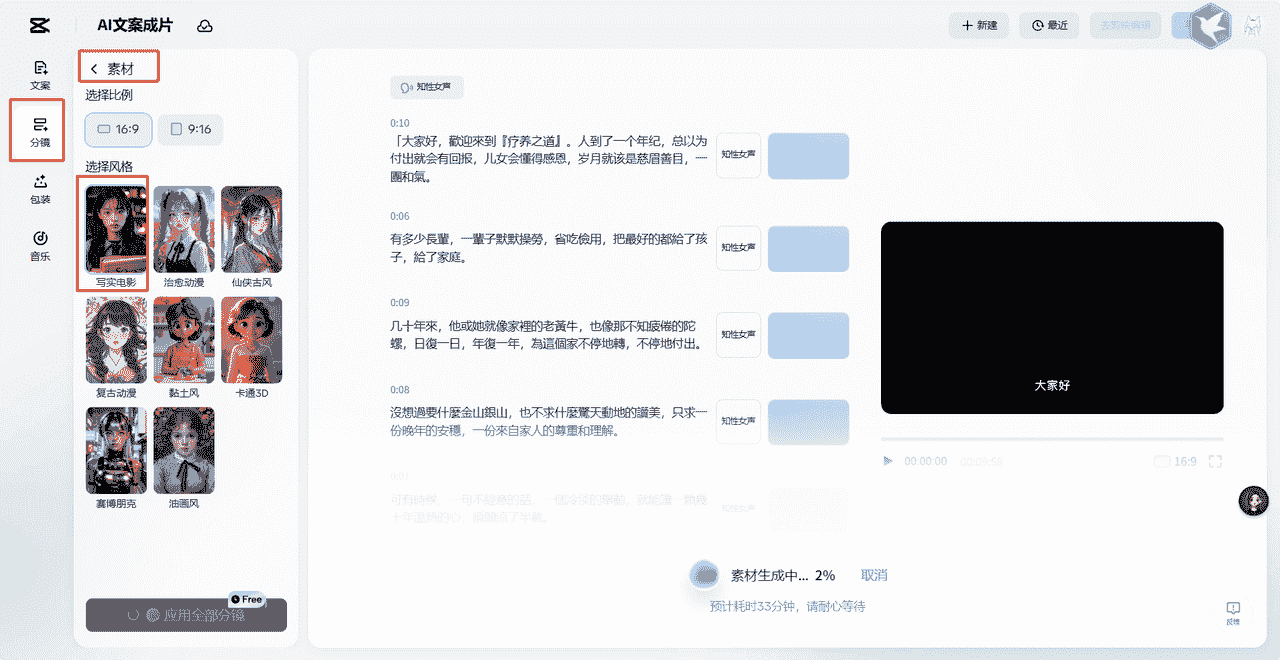 AI文案成片
新建
最近
去剪映编辑
文案
分镜
包装
音乐
素材
选择比例
16:9
9:16
选择风格
写实电影
治愈动漫
仙侠古风
复古动漫
黏土风
卡通3D
赛博朋克
油画风
Free
应用全部分镜
知性女声
0:10
「大家好，歡迎來到『疗养之道』。人到了一个年纪，总以为
付出就会有回报，儿女会懂得感恩，岁月就该是慈眉善目，一
團和氣。
知性女声
0:06
有多少長輩，一輩子默默操勞，省吃儉用，把最好的都給了孩
子，給了家庭。
知性女声
0:09
几十年來，他或她就像家裡的老黃牛，也像那不知疲倦的陀
螺，日復一日，年復一年，為這個家不停地轉，不停地付出。
知性女声
0:08
沒想過要什麼金山銀山，也不求什麼驚天動地的讚美，只求一
份晚年的安穩，一份來自家人的尊重和理解。
知性女声
知性女声
大家好
00:00:00
16:9
素材生成中... 2%
取消
预计耗时33分钟，请耐心等待
反馈